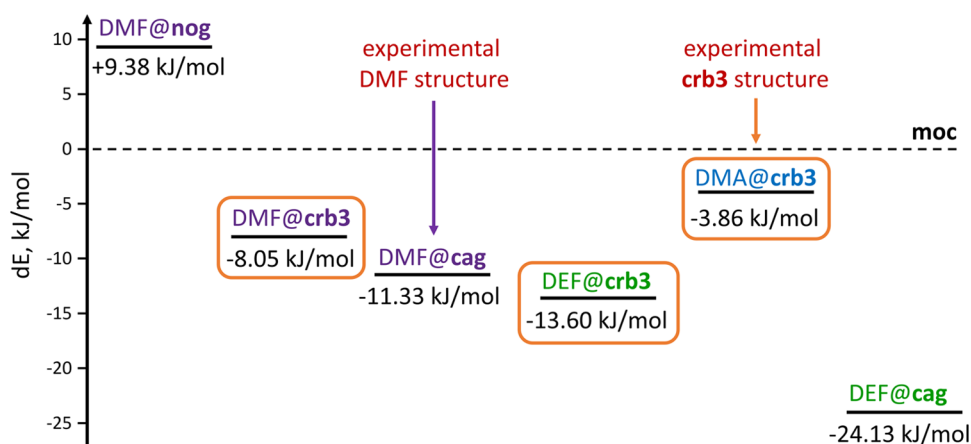 DMF@nog
+9.38 kJ/mol
experimental
DMF structure
experimental
crb3 structure
moc
DMA@crb3
-3.86 kJ/mol
DMF@crb3
-8.05 kJ/mol
DMF@cag
-11.33 kJ/mol
DEF@crb3
-13.60 kJ/mol
DEF@cag
-24.13 kJ/mol
dE, kJ/mol
10
5
0
-5
-10
-15
-20
-25